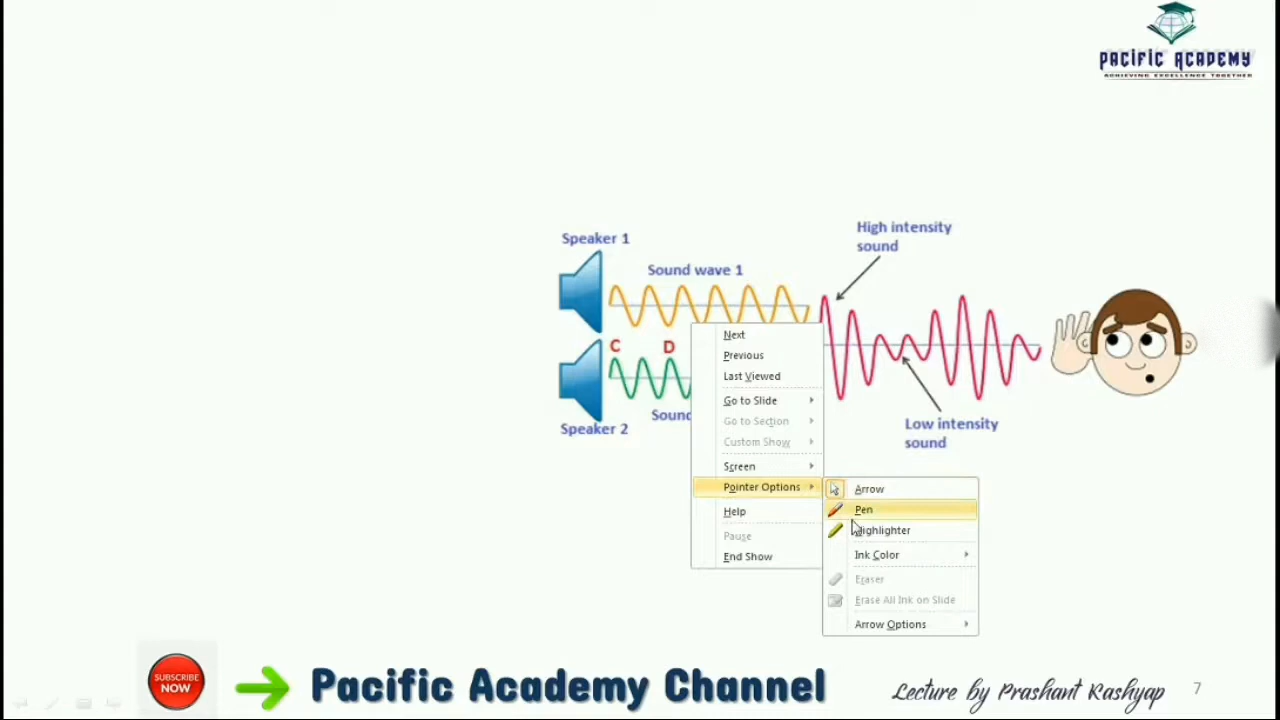 PACIFIC ACADEMY
ACHIEVING EXCELLENCE TOGETHER
High intensity
sound
Speaker 1
Sound wave 1
C D
Speaker 2
Sound
Low intensity
sound
Next
Previous
Last Viewed
Go to Slide
Go to Section
Custom Show
Screen
Pointer Options
Help
Pause
End Show
Arrow
Pen
Highlighter
Ink Color
Eraser
Erase All Ink on Slide
Arrow Options
SUBSCRIBE
NOW
Pacific Academy Channel
Lecture by Prashant Kashyap
7